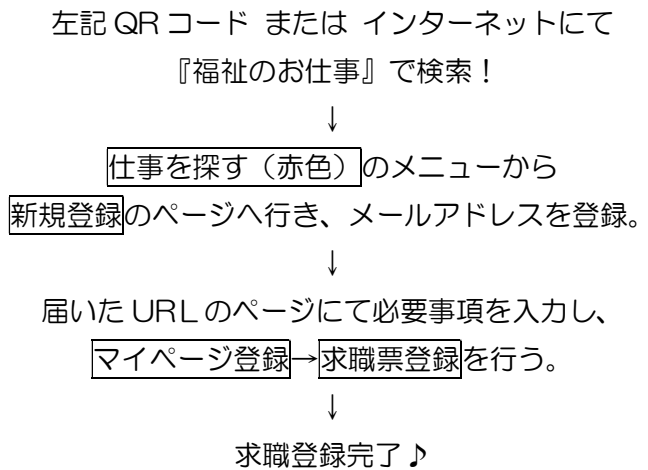 左記 QR コード または インターネットにて
『福祉のお仕事』で検索！
↓
仕事を探す（赤色）のメニューから
新規登録のページへ行き、メールアドレスを登録。
↓
届いた URL のページにて必要事項を入力し、
マイページ登録→求職票登録を行う。
↓
求職登録完了♪